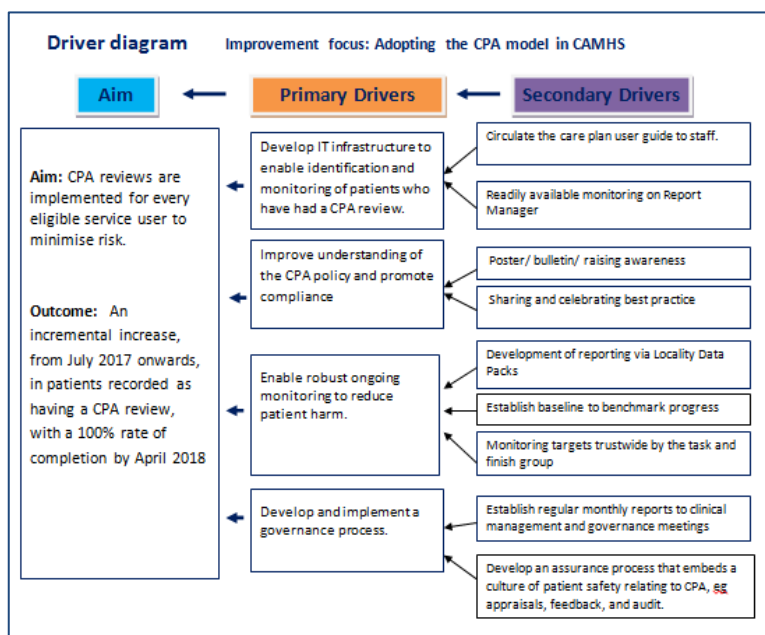 Driver diagram
Improvement focus: Adopting the CPA model in CAMHS
Aim
Primary Drivers
Secondary Drivers
Aim: CPA reviews are
implemented for every
eligible service user to
minimise risk.
Outcome: An
incremental increase,
from July 2017 onwards,
in patients recorded as
having a CPA review,
with a 100% rate of
completion by April 2018
Develop IT infrastructure to
enable identification and
monitoring of patients who
have had a CPA review.
Improve understanding of
the CPA policy and promote
compliance
Enable robust ongoing
monitoring to reduce
patient harm.
Develop and implement a
governance process.
Circulate the care plan user guide to staff.
Readily available monitoring on Report
Manager
Poster/ bulletin/ raising awareness
Sharing and celebrating best practice
Development of reporting via Locality Data
Packs
Establish baseline to benchmark progress
Monitoring targets trustwide by the task and
finish group
Establish regular monthly reports to clinical
management and governance meetings
Develop an assurance process that embeds a
culture of patient safety relating to CPA, eg
appraisals, feedback, and audit.